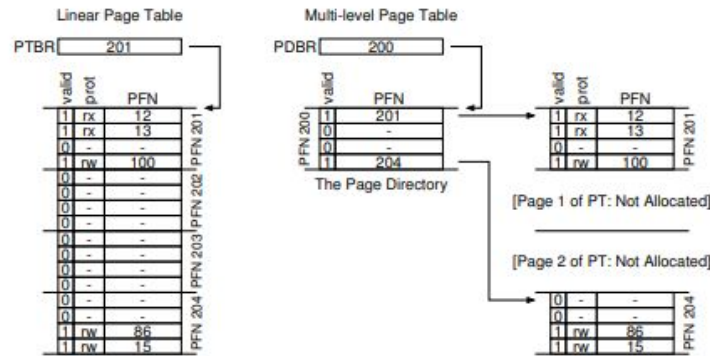 Linear Page Table
PTBR 201
valid prot PFN
1 rx 12
1 rx 13
0 - -
1 rw 100
PFN 201
0 - -
0 - -
0 - -
0 - -
PFN 202
0 - -
0 - -
0 - -
0 - -
PFN 203
0 - -
0 - -
1 rw 86
1 rw 15
PFN 204
Multi-level Page Table
PDBR 200
valid PFN
1 201
0 -
0 -
1 204
PFN 200
The Page Directory
valid prot PFN
1 rx 12
1 rx 13
0 - -
1 rw 100
PFN 201
[Page 1 of PT: Not Allocated]
[Page 2 of PT: Not Allocated]
0 - -
0 - -
1 rw 86
1 rw 15
PFN 204